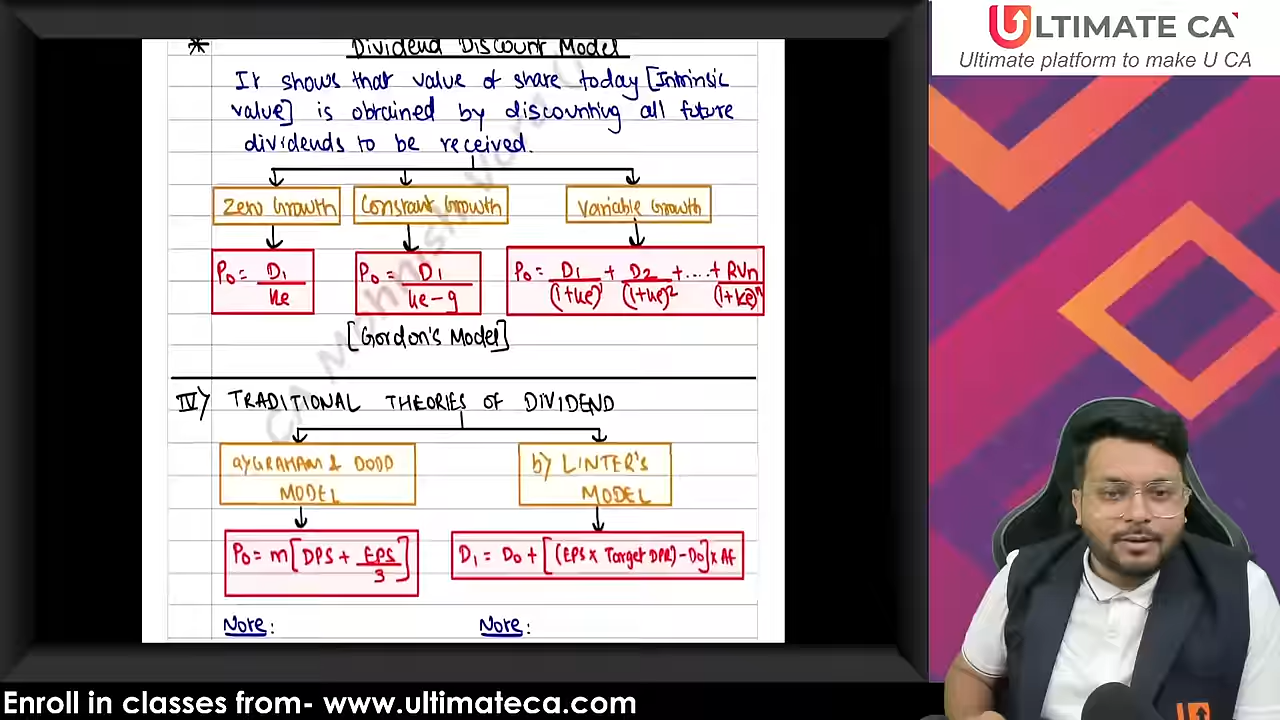 * Dividend Discount Model
It shows that value of share today [Intrinsic
value] is obtained by discounting all future
dividends to be received.
Zero Growth
Constant Growth
Variable Growth
P₀ = D₁ / Ke
P₀ = D₁ / Ke - g
P₀ = D₁ / (1+Ke)¹ + D₂ / (1+Ke)² + .... + RVn / (1+Ke)ⁿ
[Gordon's Model]
IV) TRADITIONAL THEORIES OF DIVIDEND
a) GRAHAM & DODD
MODEL
b) LINTER'S
MODEL
P₀ = m[DPS + EPS / 3]
D₁ = D₀ + [(EPS x Target DPR) - D₀] x AF
Note:
Note:
CA Mohnish Vora
ULTIMATE CA
Ultimate platform to make U CA
Enroll in classes from- www.ultimateca.com